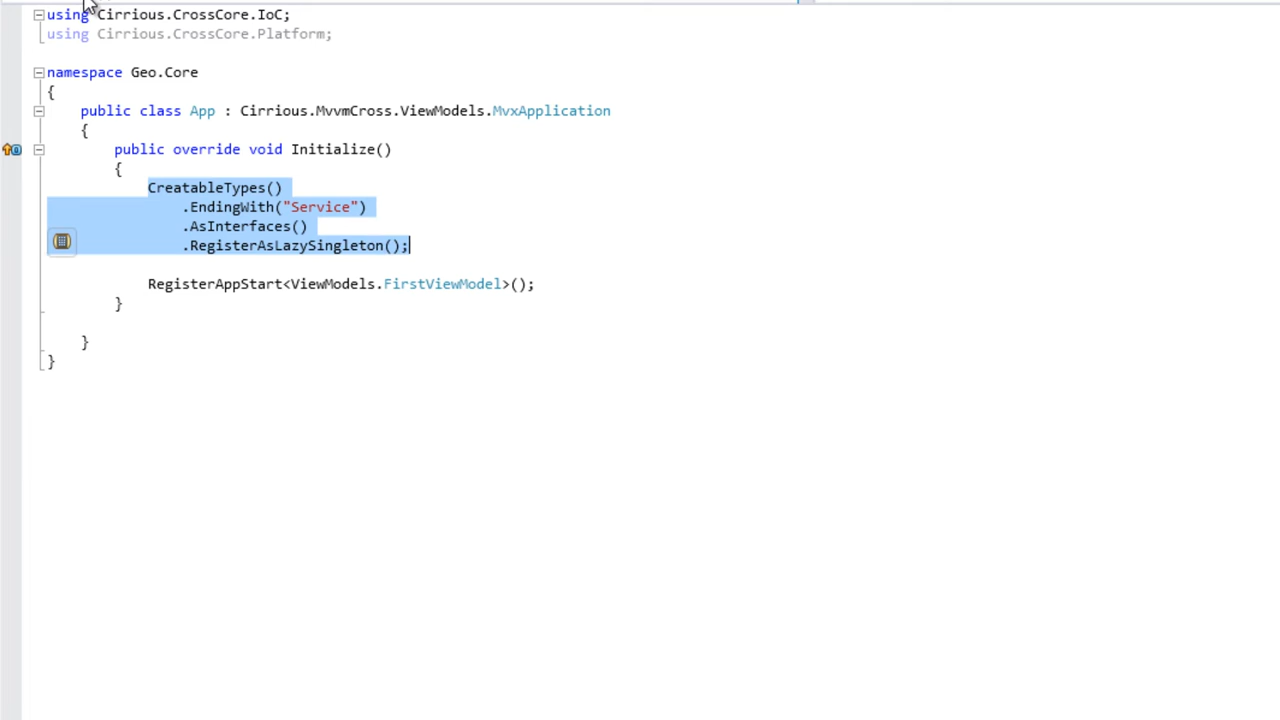 using Cirrious.CrossCore.IoC;
using Cirrious.CrossCore.Platform;
namespace Geo.Core
{
public class App : Cirrious.MvvmCross.ViewModels.MvxApplication
{
public override void Initialize()
{
CreatableTypes()
.EndingWith("Service")
.AsInterfaces()
.RegisterAsLazySingleton();
RegisterAppStart<ViewModels.FirstViewModel>();
}
}
}